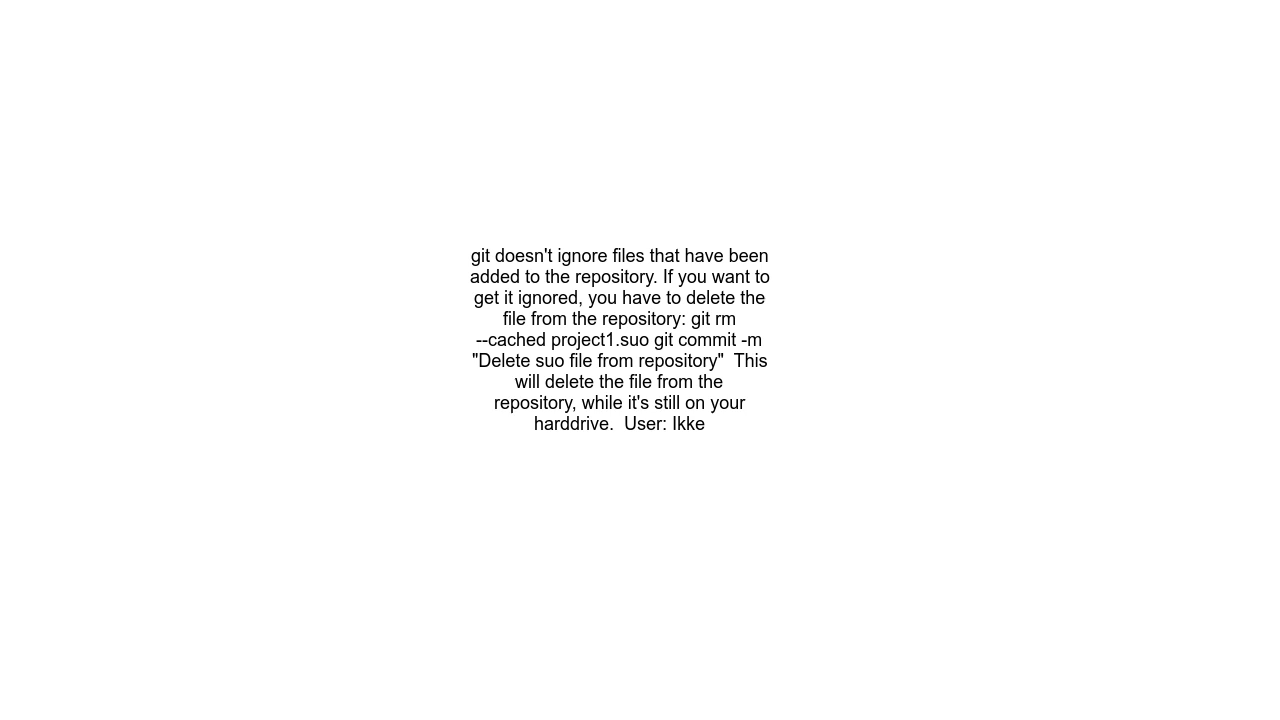 git doesn't ignore files that have been
added to the repository. If you want to
get it ignored, you have to delete the
file from the repository: git rm
--cached project1.suo git commit -m
"Delete suo file from repository"  This
will delete the file from the
repository, while it's still on your
harddrive.  User: Ikke